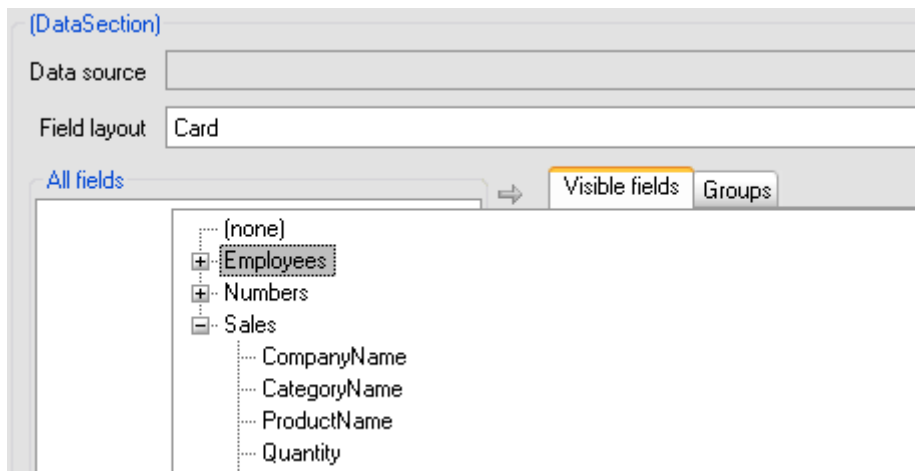 (DataSection)
Data source
Field layout Card
All fields Visible fields Groups
(none)
Employees
Numbers
Sales
CompanyName
CategoryName
ProductName
Quantity